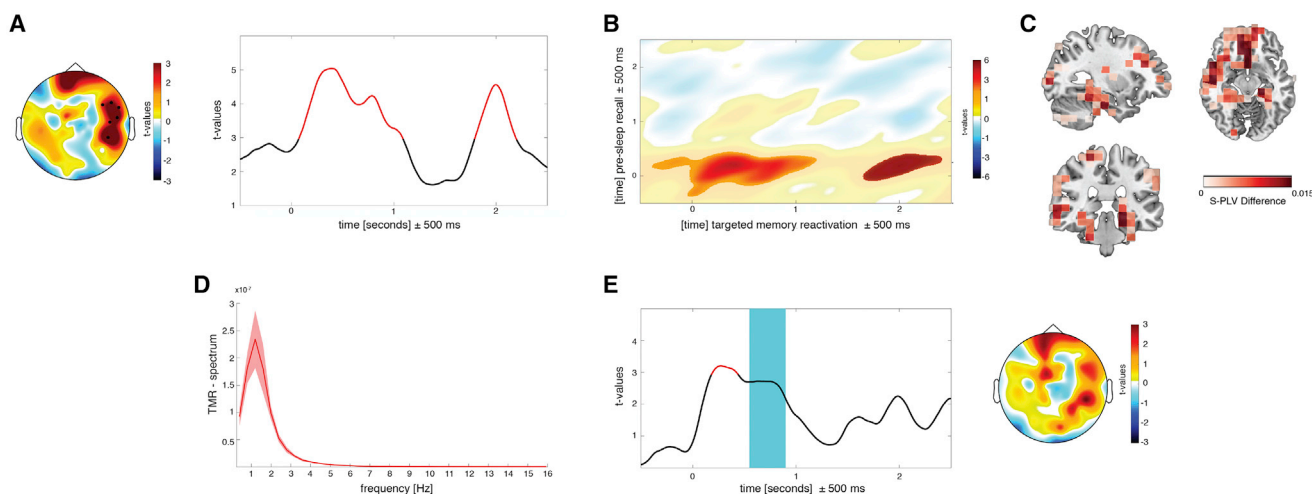 A
3
2
1
0
-1
-2
-3
t-values
5
4
3
2
1
t-values
0
1
2
time [seconds] ± 500 ms
B
2
1
0
[time] pre-sleep recall ± 500 ms
0
1
2
[time] targeted memory reactivation ± 500 ms
6
5
3
1
0
-1
-3
-5
-6
t-values
C
0
0.015
S-PLV Difference
D
x10⁻⁷
3
2.5
2
1.5
1
0.5
TMR - spectrum
1 2 3 4 5 6 7 8 9 10 11 12 13 14 15 16
frequency [Hz]
E
4
3
2
1
t-values
0
1
2
time [seconds] ± 500 ms
3
2
1
0
-1
-2
-3
t-values